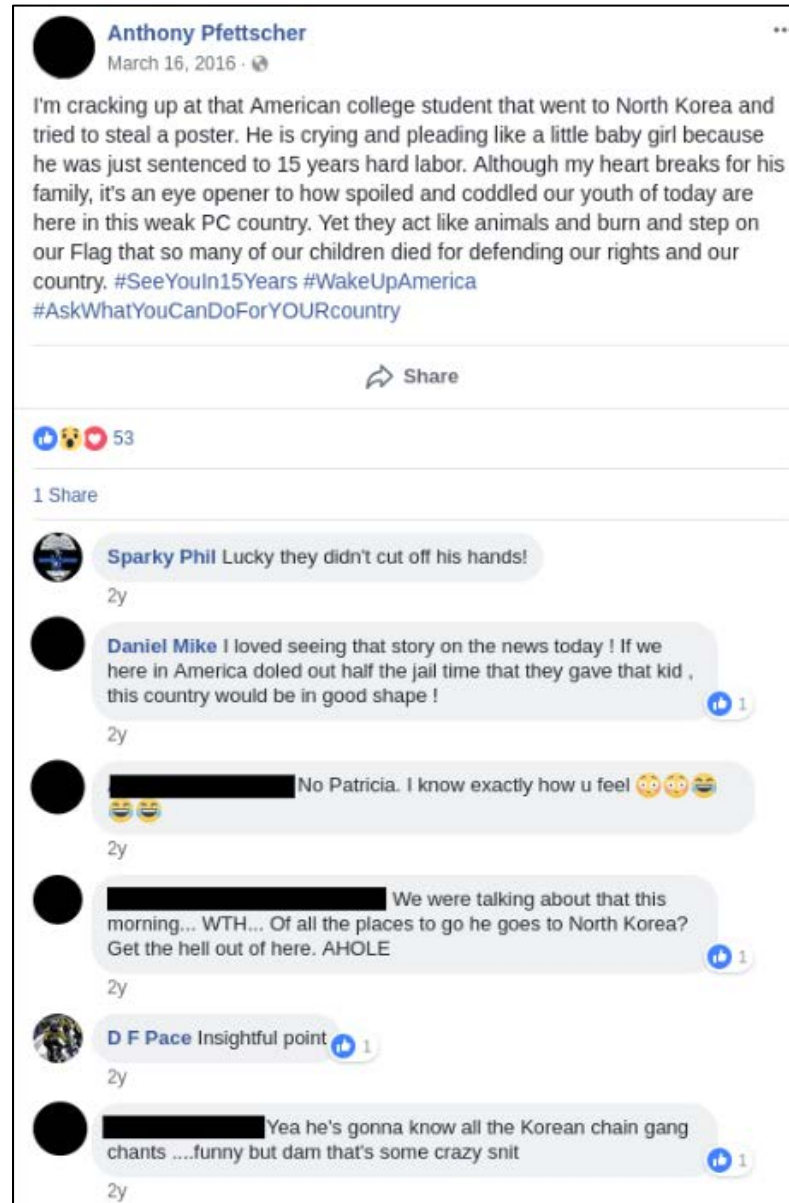 Anthony Pfettscher
March 16, 2016 ·
I'm cracking up at that American college student that went to North Korea and
tried to steal a poster. He is crying and pleading like a little baby girl because
he was just sentenced to 15 years hard labor. Although my heart breaks for his
family, it's an eye opener to how spoiled and coddled our youth of today are
here in this weak PC country. Yet they act like animals and burn and step on
our Flag that so many of our children died for defending our rights and our
country. #SeeYouIn15Years #WakeUpAmerica
#AskWhatYouCanDoForYOURcountry
Share
53
1 Share
Sparky Phil Lucky they didn't cut off his hands!
2y
Daniel Mike I loved seeing that story on the news today ! If we
here in America doled out half the jail time that they gave that kid ,
this country would be in good shape !
1
2y
No Patricia. I know exactly how u feel 😳😳😂
😂😂
2y
We were talking about that this
morning... WTH... Of all the places to go he goes to North Korea?
Get the hell out of here. AHOLE
1
2y
D F Pace Insightful point
1
2y
Yea he's gonna know all the Korean chain gang
chants ....funny but dam that's some crazy snit
1
2y